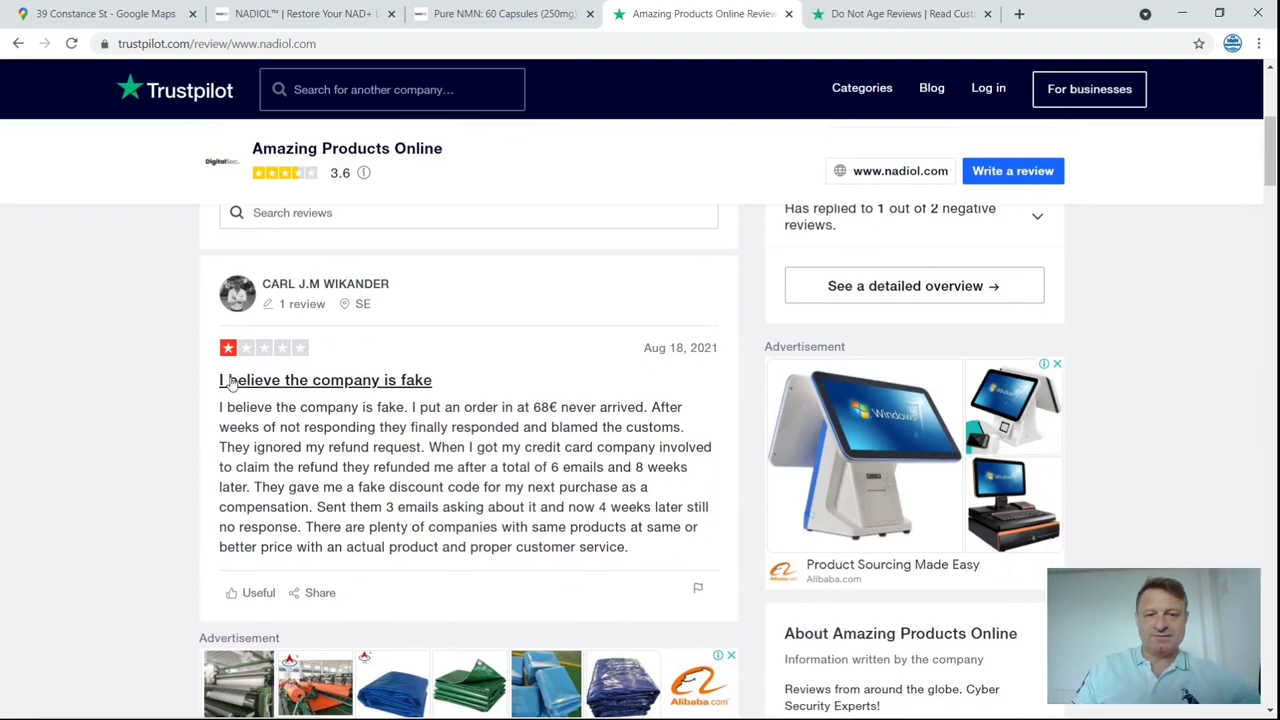 39 Constance St - Google Maps
NADIOL™ | Restore Your NAD+ L
Pure NMN: 60 Capsules (250mg)
Amazing Products Online Review
Do Not Age Reviews | Read Cust
trustpilot.com/review/www.nadiol.com
Trustpilot
Search for another company…
Categories
Blog
Log in
For businesses
DigitalSec.
Amazing Products Online
3.6
www.nadiol.com
Write a review
Search reviews
Has replied to 1 out of 2 negative
reviews.
See a detailed overview →
CARL J.M WIKANDER
1 review
SE
Aug 18, 2021
I believe the company is fake
I believe the company is fake. I put an order in at 68€ never arrived. After
weeks of not responding they finally responded and blamed the customs.
They ignored my refund request. When I got my credit card company involved
to claim the refund they refunded me after a total of 6 emails and 8 weeks
later. They gave me a fake discount code for my next purchase as a
compensation. Sent them 3 emails asking about it and now 4 weeks later still
no response. There are plenty of companies with same products at same or
better price with an actual product and proper customer service.
Useful
Share
Advertisement
Windows
Product Sourcing Made Easy
Alibaba.com
Advertisement
Alibaba.com
About Amazing Products Online
Information written by the company
Reviews from around the globe. Cyber
Security Experts!